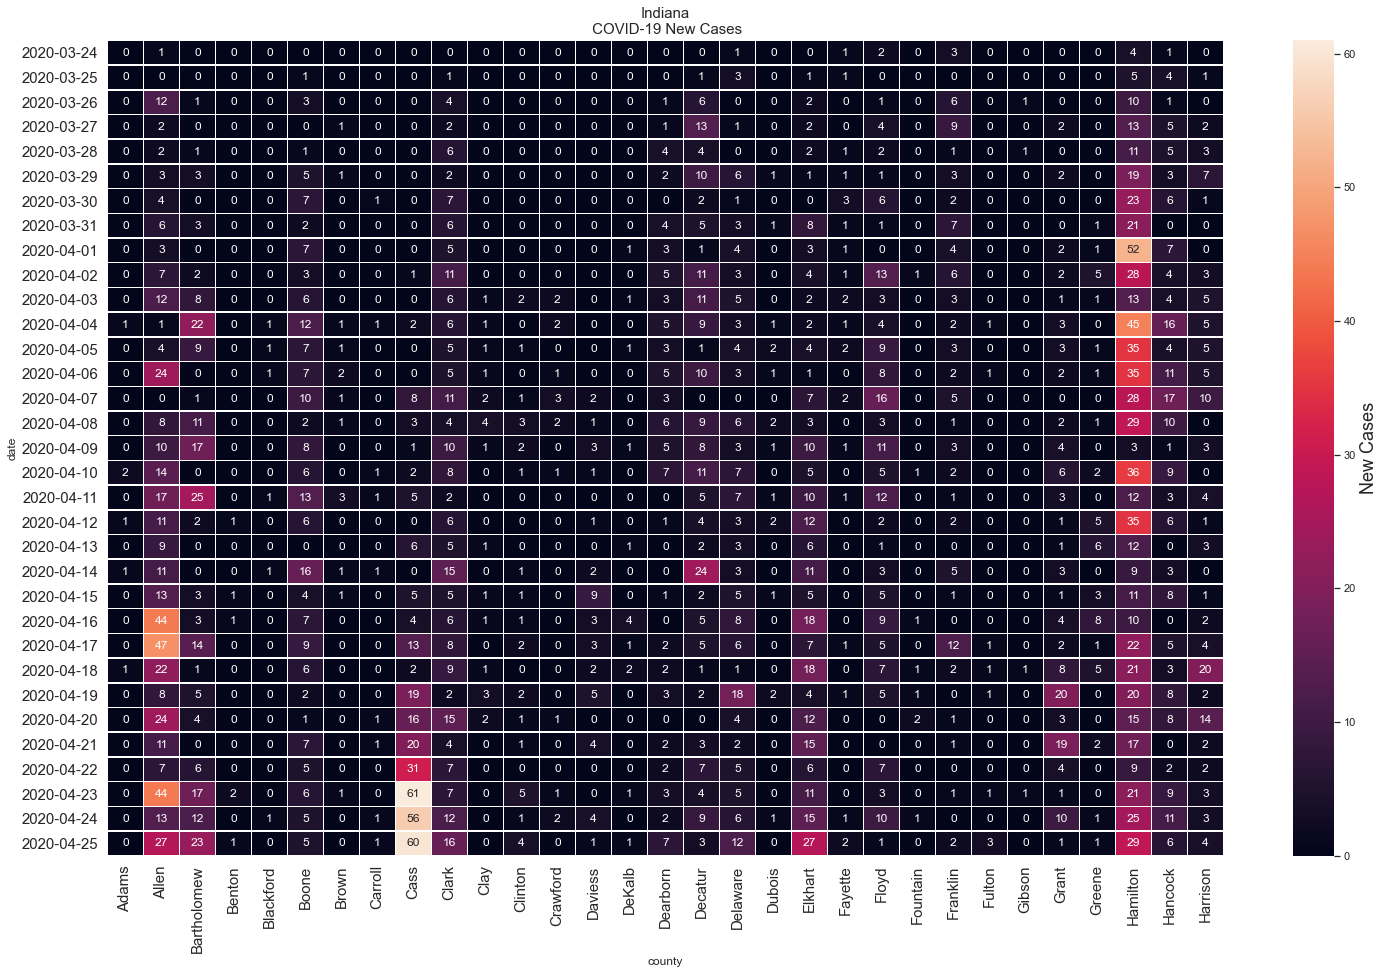 Indiana
COVID-19 New Cases
2020-03-24 0 1 0 0 0 0 0 0 0 0 0 0 0 0 0 0 0 1 0 0 1 2 0 3 0 0 0 0 4 1 0
2020-03-25 0 0 0 0 0 1 0 0 0 1 0 0 0 0 0 0 1 3 0 1 1 0 0 0 0 0 0 0 5 4 1
2020-03-26 0 12 1 0 0 3 0 0 0 4 0 0 0 0 0 1 6 0 0 2 0 1 0 6 0 1 0 0 10 1 0
2020-03-27 0 2 0 0 0 0 1 0 0 2 0 0 0 0 0 1 13 1 0 2 0 4 0 9 0 0 2 0 13 5 2
2020-03-28 0 2 1 0 0 1 0 0 0 6 0 0 0 0 0 4 4 0 0 2 1 2 0 1 0 1 0 0 11 5 3
2020-03-29 0 3 3 0 0 5 1 0 0 2 0 0 0 0 0 2 10 6 1 1 1 1 0 3 0 0 2 0 19 3 7
2020-03-30 0 4 0 0 0 7 0 1 0 7 0 0 0 0 0 0 2 1 0 0 3 6 0 2 0 0 0 0 23 6 1
2020-03-31 0 6 3 0 0 2 0 0 0 6 0 0 0 0 0 4 5 3 1 8 1 1 0 7 0 0 0 1 21 0 0
2020-04-01 0 3 0 0 0 7 0 0 0 5 0 0 0 0 1 3 1 4 0 3 1 0 0 4 0 0 2 1 52 7 0
2020-04-02 0 7 2 0 0 3 0 0 1 11 0 0 0 0 0 5 11 3 0 4 1 13 1 6 0 0 2 5 28 4 3
2020-04-03 0 12 8 0 0 6 0 0 0 6 1 2 2 0 1 3 11 5 0 2 2 3 0 3 0 0 1 1 13 4 5
2020-04-04 1 1 22 0 1 12 1 1 2 6 1 0 2 0 0 5 9 3 1 2 1 4 0 2 1 0 3 0 45 16 5
2020-04-05 0 4 9 0 1 7 1 0 0 5 1 1 0 0 1 3 1 4 2 4 2 9 0 3 0 0 3 1 35 4 5
2020-04-06 0 24 0 0 1 7 2 0 0 5 1 0 1 0 0 5 10 3 1 1 0 8 0 2 1 0 2 1 35 11 5
2020-04-07 0 0 1 0 0 10 1 0 8 11 2 1 3 2 0 3 0 0 0 7 2 16 0 5 0 0 0 0 28 17 10
2020-04-08 0 8 11 0 0 2 1 0 3 4 4 3 2 1 0 6 9 6 2 3 0 3 0 0 0 0 2 1 29 10 0
2020-04-09 0 10 17 0 0 8 0 0 1 10 1 2 0 3 1 5 8 3 1 10 1 11 0 3 0 0 4 0 3 1 3
2020-04-10 2 14 0 0 0 6 0 1 2 8 0 1 1 1 0 7 11 7 0 5 0 5 1 2 0 0 6 2 36 9 0
2020-04-11 0 17 25 0 1 13 3 1 5 2 0 0 0 0 0 0 5 7 1 10 1 12 0 1 0 0 3 0 12 3 4
2020-04-12 1 11 2 1 0 6 0 0 0 6 0 0 0 1 0 1 4 3 2 12 0 2 0 2 0 0 1 5 35 6 1
2020-04-13 0 9 0 0 0 0 0 0 6 5 1 0 0 0 1 0 2 3 0 6 0 1 0 0 0 0 1 6 12 0 3
2020-04-14 1 11 0 0 1 16 1 1 0 15 0 1 0 2 0 0 24 3 0 11 0 3 0 5 0 0 3 0 9 3 0
2020-04-15 0 13 3 1 0 4 1 0 5 5 1 1 0 9 0 1 2 5 1 5 0 5 0 0 0 0 1 3 11 8 1
2020-04-16 0 44 3 1 0 7 0 0 4 6 1 1 0 3 4 2 5 8 0 18 0 9 1 0 0 0 4 8 10 0 2
2020-04-17 0 47 14 0 0 9 0 0 13 8 0 2 0 3 1 2 5 6 0 7 1 5 0 12 1 0 2 1 22 5 4
2020-04-18 1 22 1 0 0 6 0 0 2 9 1 0 0 2 2 2 1 1 0 18 0 7 1 2 1 1 8 5 21 3 20
2020-04-19 0 8 5 0 0 2 0 0 19 2 3 2 0 5 0 3 2 18 2 4 1 5 1 0 1 0 20 0 20 8 2
2020-04-20 0 24 4 0 0 1 0 1 16 15 2 1 1 0 0 0 0 4 0 12 0 0 2 1 0 0 3 0 15 8 14
2020-04-21 0 11 0 0 0 7 0 1 20 4 0 1 0 4 0 2 3 2 0 15 0 0 0 1 0 0 19 2 17 0 2
2020-04-22 0 7 6 0 0 5 0 0 31 7 0 0 0 0 0 2 7 5 0 6 0 7 0 0 0 0 4 0 9 2 2
2020-04-23 0 44 17 2 0 6 1 0 61 7 0 5 1 0 1 3 4 5 0 11 0 3 0 1 1 1 1 0 21 9 3
2020-04-24 0 13 12 0 1 5 0 1 56 12 0 1 2 4 0 2 9 6 1 15 1 10 1 0 0 0 10 1 25 11 3
2020-04-25 0 27 23 1 0 5 0 1 60 16 0 4 0 1 1 7 3 12 0 27 2 1 0 2 3 0 1 1 29 6 4
Adams Allen Bartholomew Benton Blackford Boone Brown Carroll Cass Clark Clay Clinton Crawford Daviess DeKalb Dearborn Decatur Delaware Dubois Elkhart Fayette Floyd Fountain Franklin Fulton Gibson Grant Greene Hamilton Hancock Harrison
county
date
60
50
40
30
20
10
0
New Cases